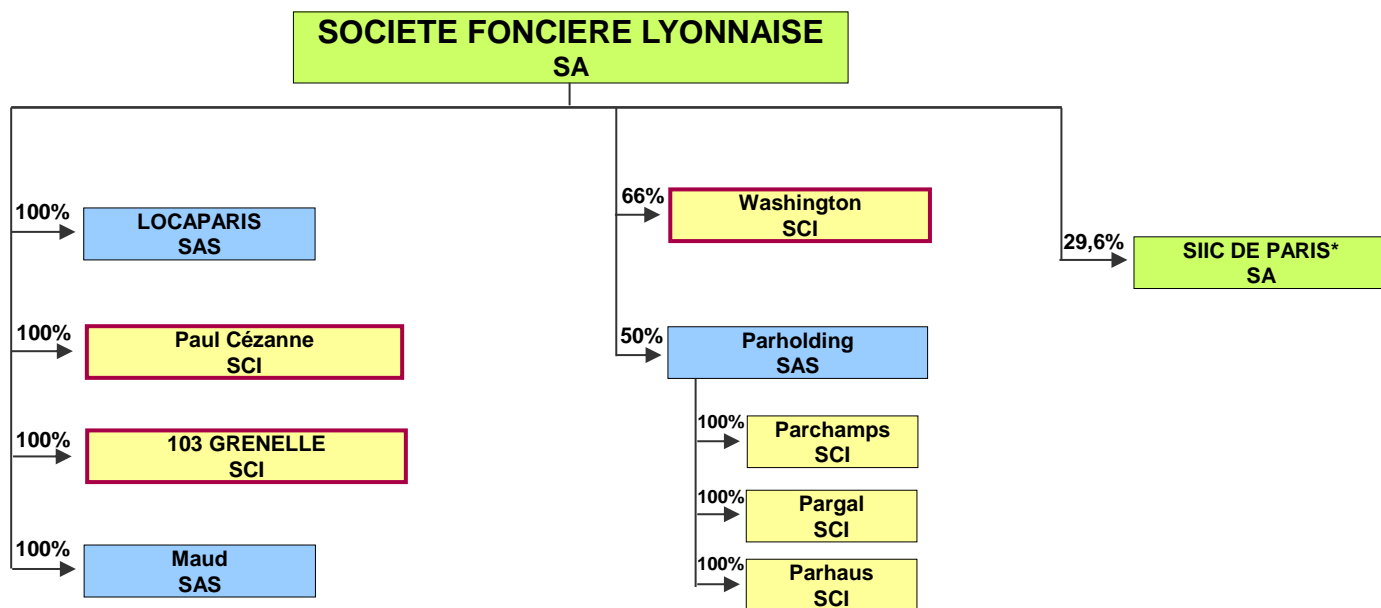 SOCIETE FONCIERE LYONNAISE
SA
100%
LOCAPARIS
SAS
100%
Paul Cézanne
SCI
100%
103 GRENELLE
SCI
100%
Maud
SAS
66%
Washington
SCI
50%
Parholding
SAS
100%
Parchamps
SCI
100%
Pargal
SCI
100%
Parhaus
SCI
29,6%
SIIC DE PARIS*
SA